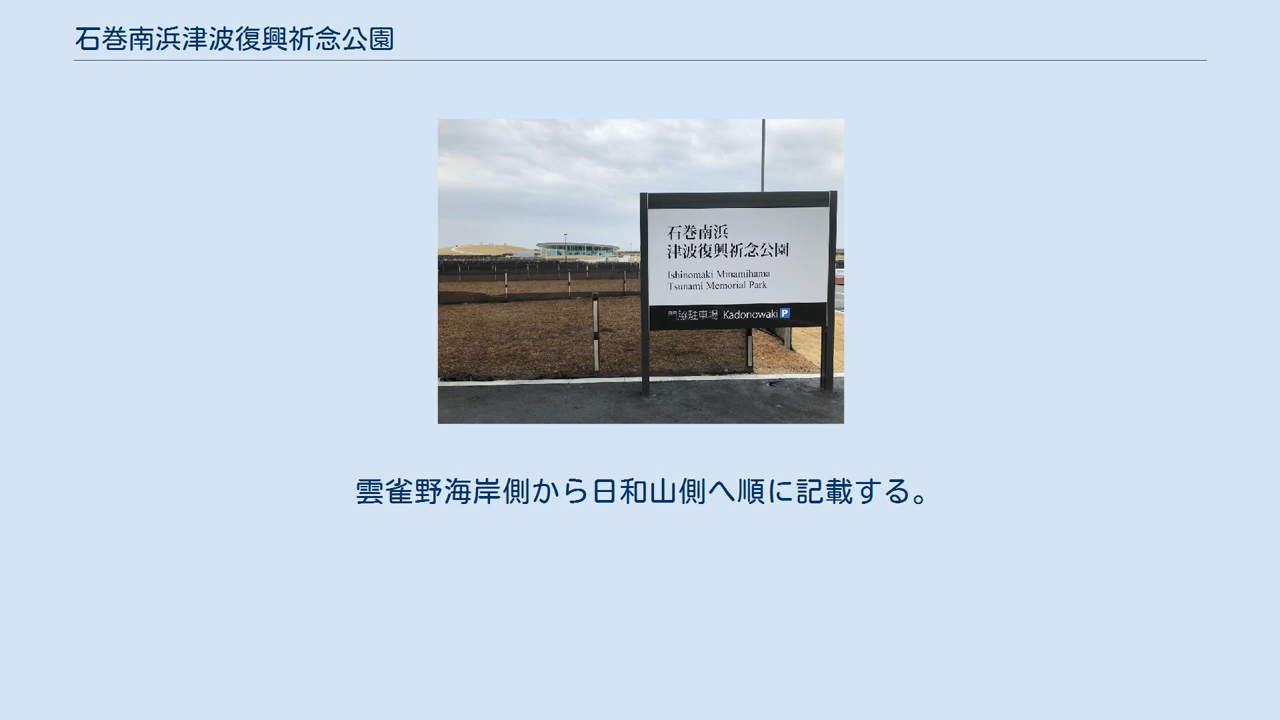 石巻南浜津波復興祈念公園
石巻南浜
津波復興祈念公園
Ishinomaki Minamihama
Tsunami Memorial Park
門脇駐車場 Kadonowaki P
雲雀野海岸側から日和山側へ順に記載する。